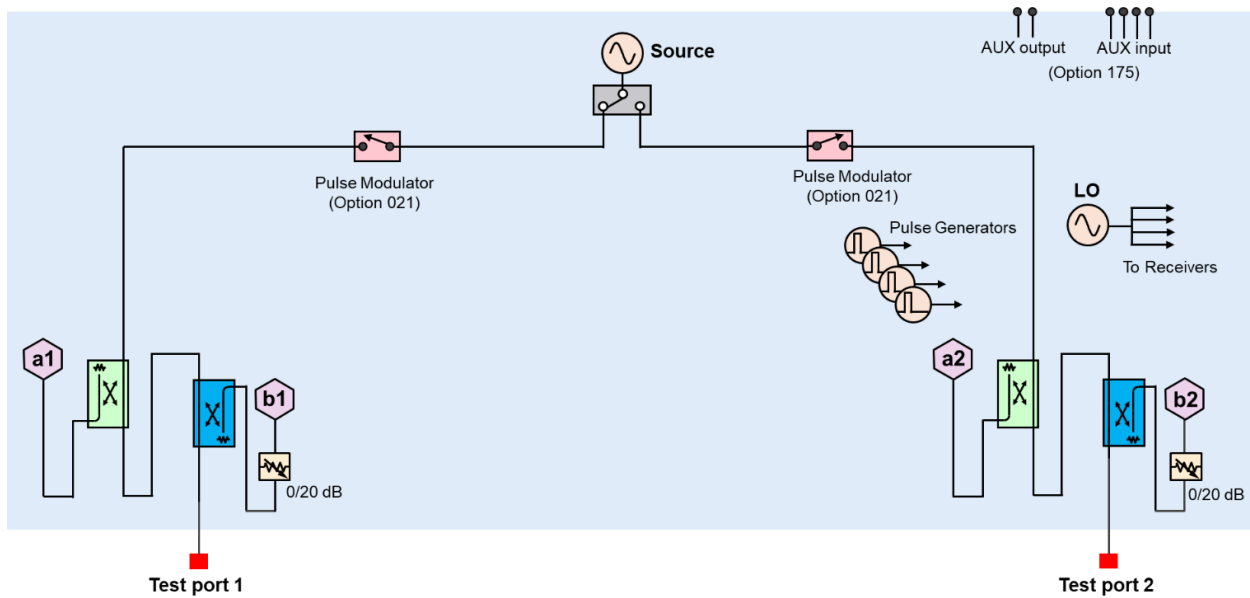 Source
AUX output
AUX input
(Option 175)
Pulse Modulator
(Option 021)
Pulse Modulator
(Option 021)
LO
Pulse Generators
To Receivers
a1
b1
0/20 dB
a2
b2
0/20 dB
Test port 1
Test port 2